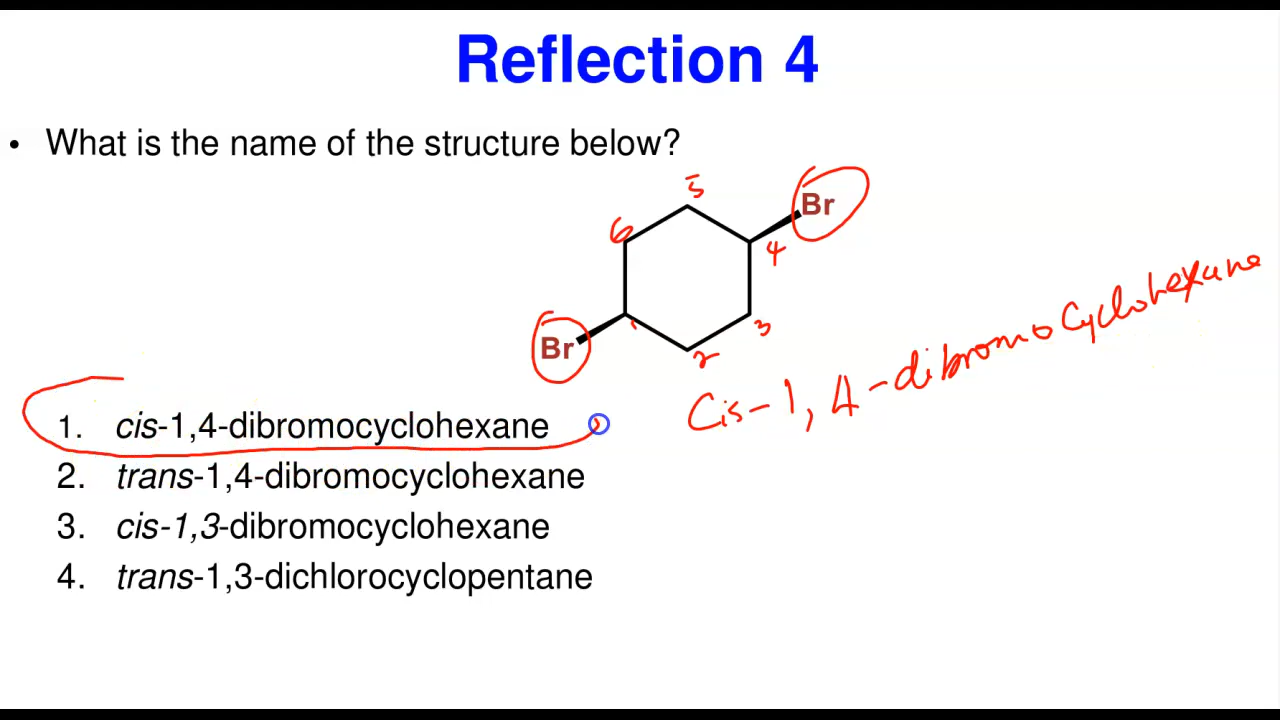 Reflection 4
• What is the name of the structure below?
5
Br
6
4
Br
1
3
2
Cis-1,4-dibromocyclohexane
1. cis-1,4-dibromocyclohexane
2. trans-1,4-dibromocyclohexane
3. cis-1,3-dibromocyclohexane
4. trans-1,3-dichlorocyclopentane